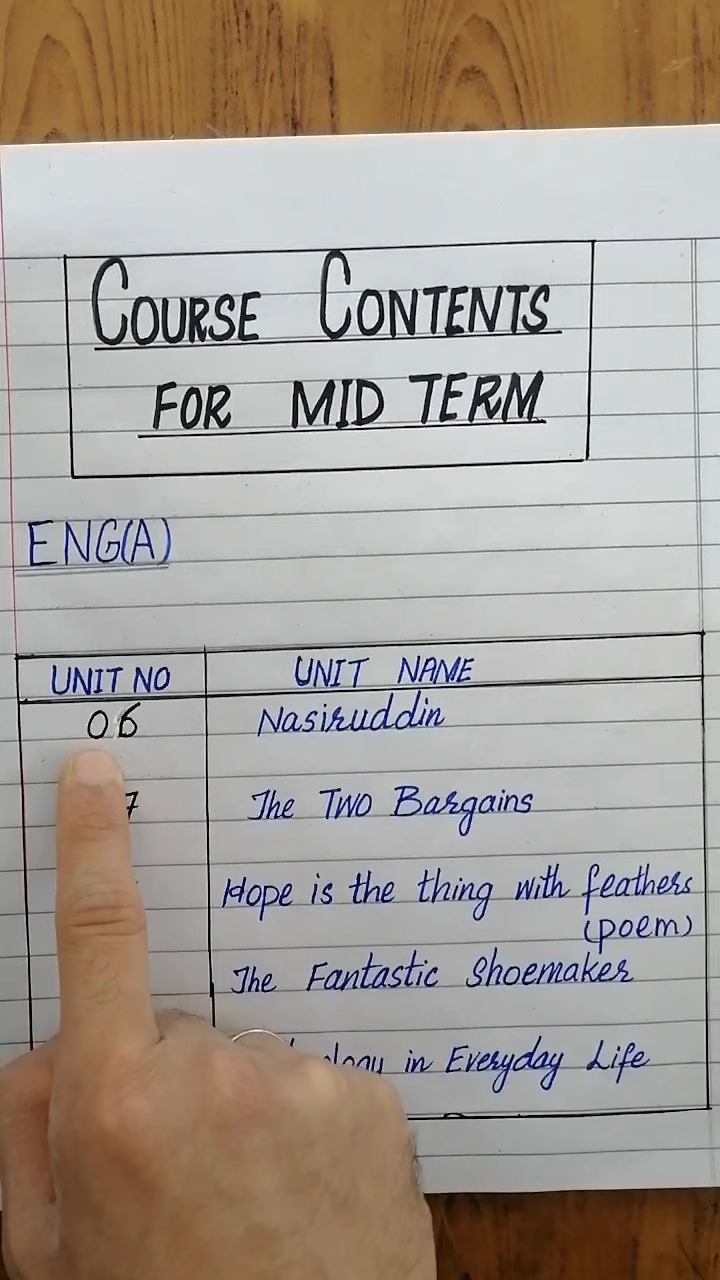 COURSE CONTENTS
FOR MID TERM
ENG(A)
UNIT NO UNIT NAME
06 Nasiruddin
7 The Two Bargains
Hope is the thing with feathers
(poem)
The Fantastic Shoemaker
in Everyday Life